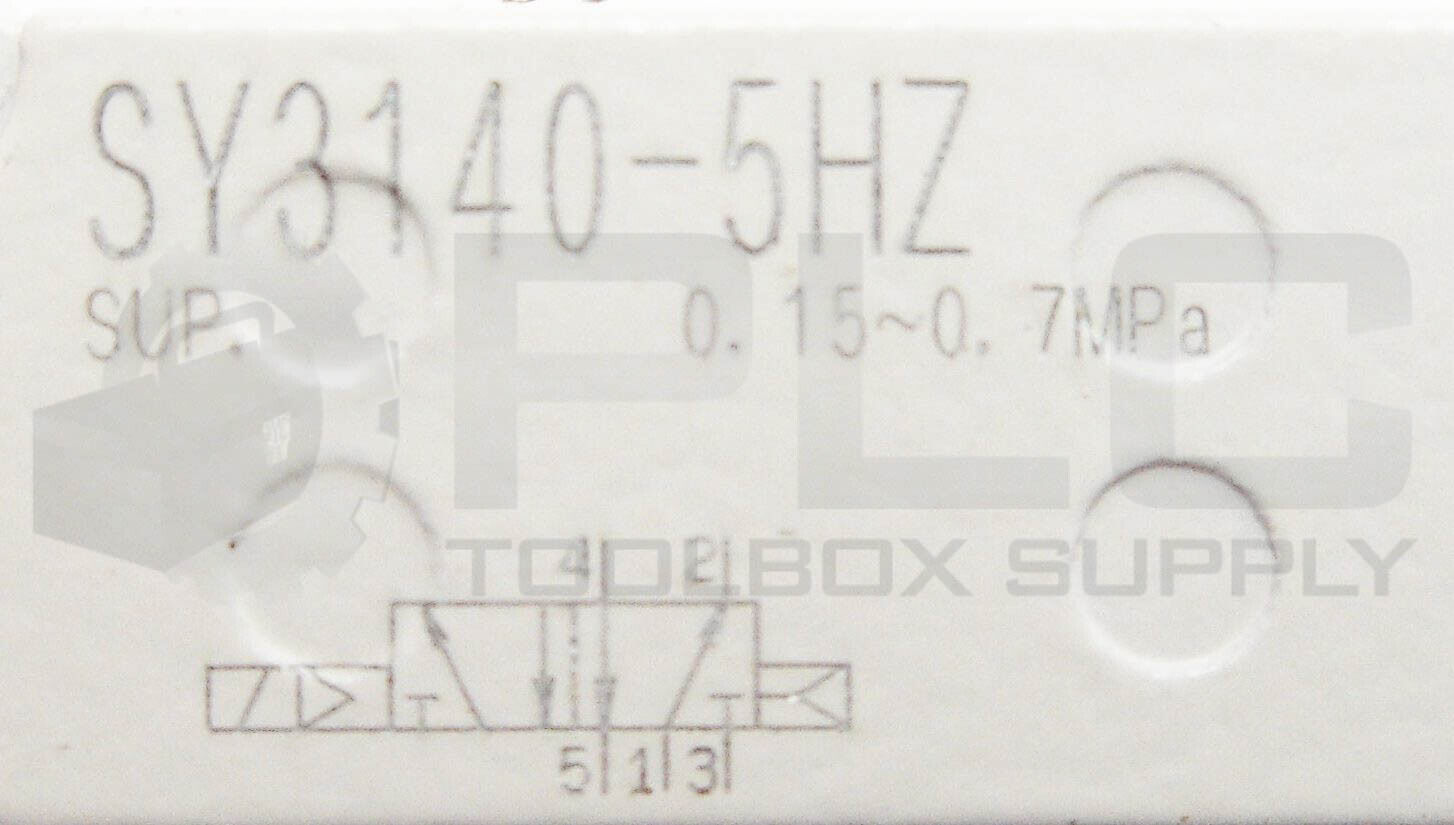 SY3140-5HZ
SUP. 0.15~0.7MPa
PLC
TOOLBOX SUPPLY
4 2
5 1 3